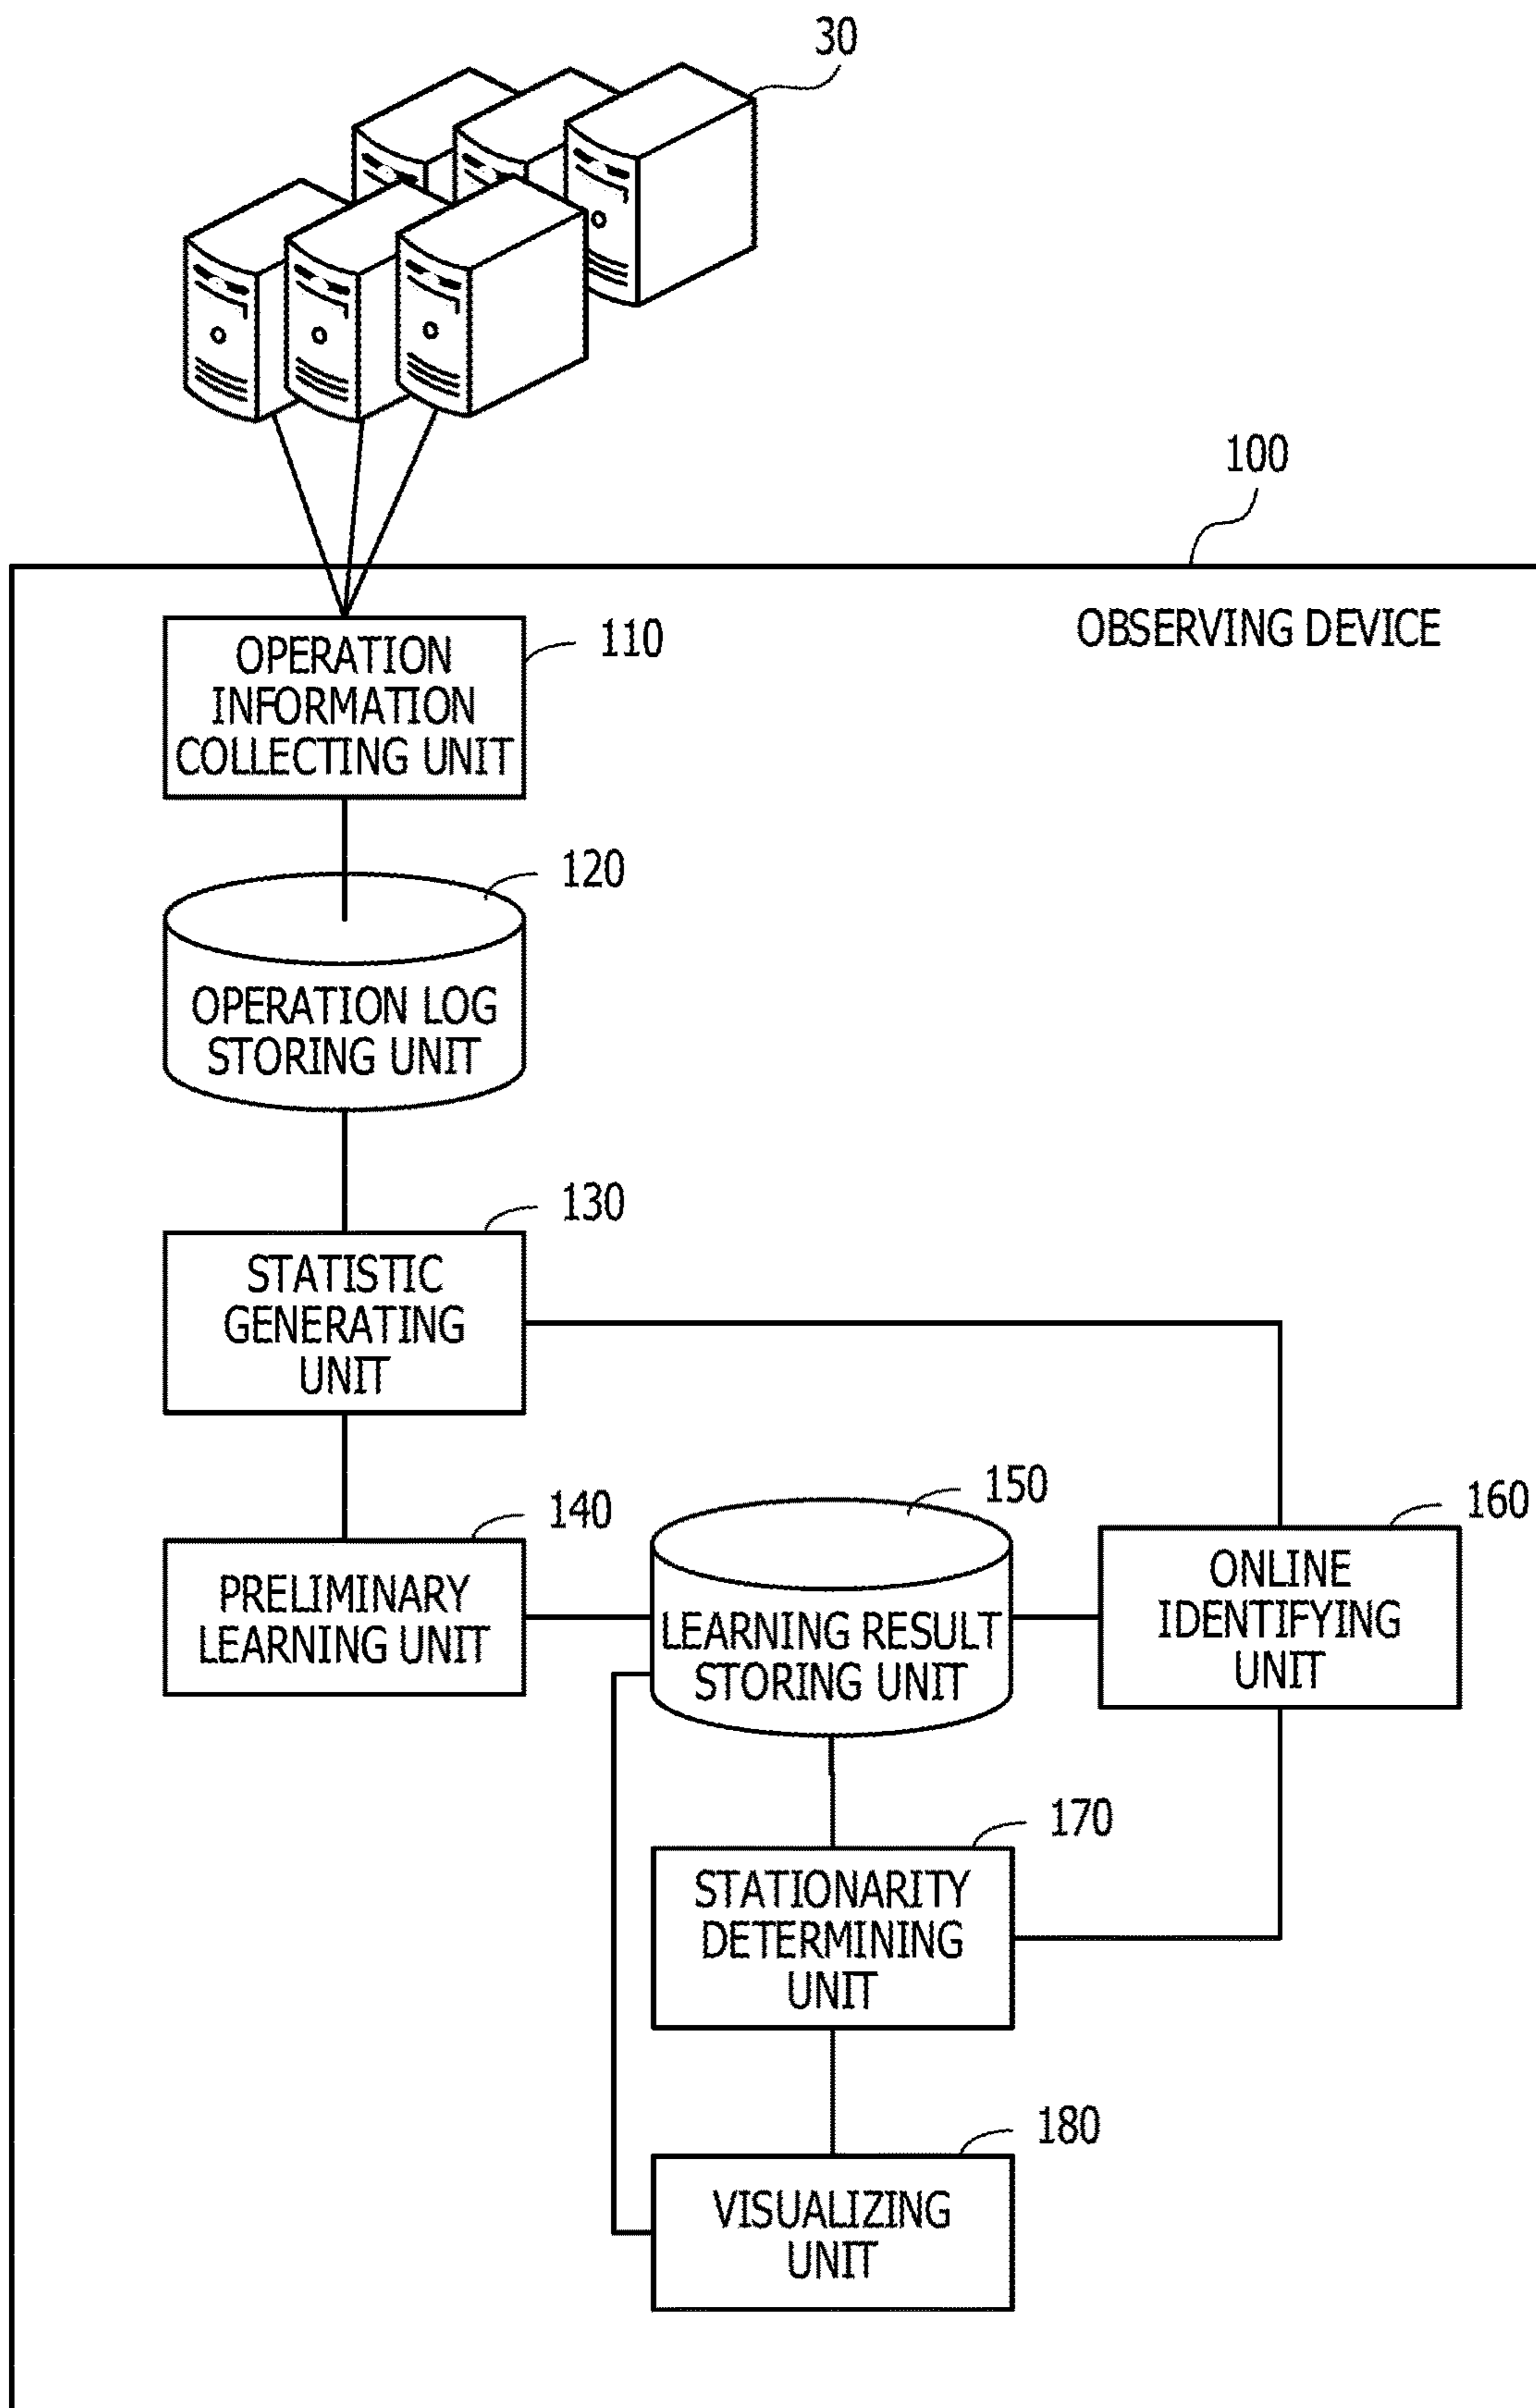 30
100
OBSERVING DEVICE
110
OPERATION
INFORMATION
COLLECTING UNIT
120
OPERATION LOG
STORING UNIT
130
STATISTIC
GENERATING
UNIT
140
PRELIMINARY
LEARNING UNIT
150
LEARNING RESULT
STORING UNIT
160
ONLINE
IDENTIFYING
UNIT
170
STATIONARITY
DETERMINING
UNIT
180
VISUALIZING
UNIT